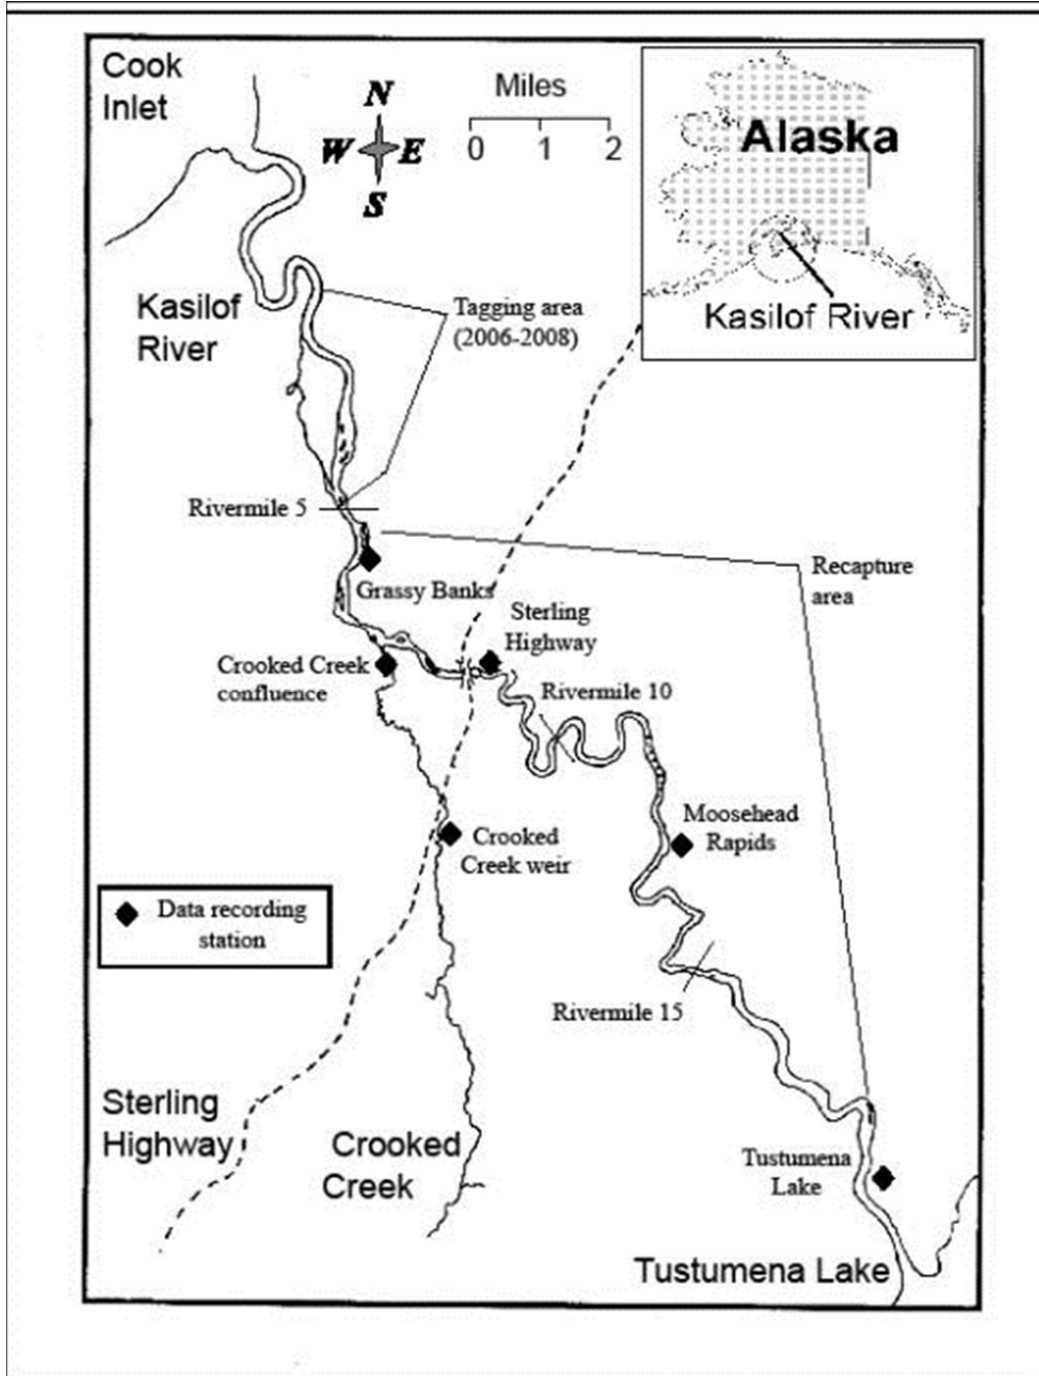 Cook
Inlet
N
W E
S
Miles
0 1 2
Alaska
Kasilof River
Kasilof
River
Tagging area
(2006-2008)
Rivermile 5
Recapture
area
Grassy Banks
Sterling
Highway
Crooked Creek
confluence
Rivermile 10
Moosehead
Rapids
Crooked
Creek weir
Data recording
station
Rivermile 15
Sterling
Highway
Crooked
Creek
Tustumena
Lake
Tustumena Lake